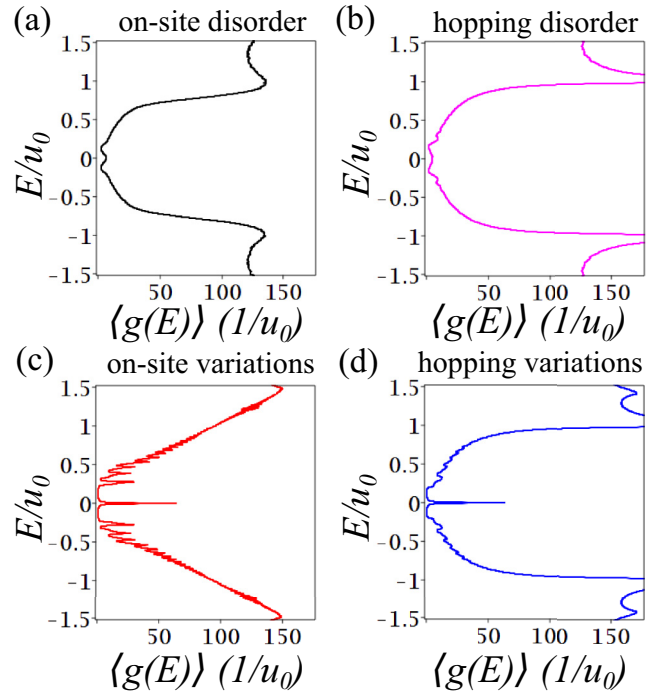 (a) on-site disorder
1.5
1
0.5
0
-0.5
-1
-1.5
E/u₀
50 100 150
⟨g(E)⟩ (1/u₀)
(b) hopping disorder
1.5
1
0.5
0
-0.5
-1
-1.5
E/u₀
50 100 150
⟨g(E)⟩ (1/u₀)
(c) on-site variations
1.5
1
0.5
0
-0.5
-1
-1.5
E/u₀
50 100 150
⟨g(E)⟩ (1/u₀)
(d) hopping variations
1.5
1
0.5
0
-0.5
-1
-1.5
E/u₀
50 100 150
⟨g(E)⟩ (1/u₀)